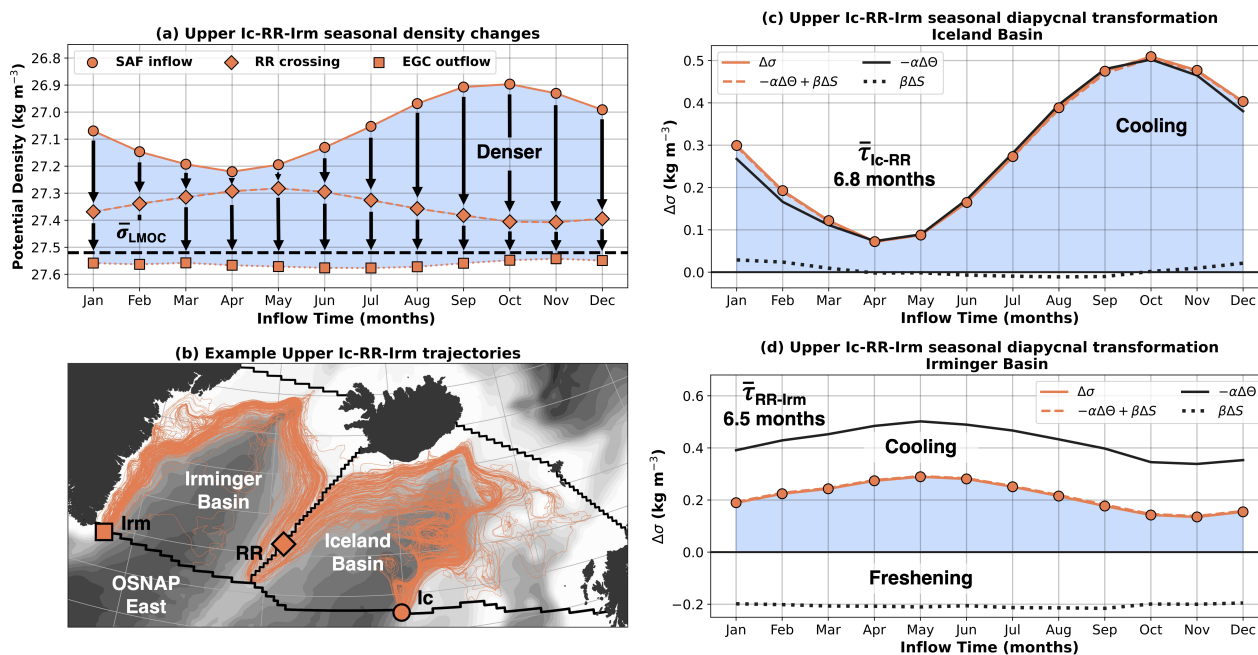 (a) Upper Ic-RR-Irm seasonal density changes
Potential Density (kg m⁻³)
26.8
26.9
27.0
27.1
27.2
27.3
27.4
27.5
27.6
SAF inflow
RR crossing
EGC outflow
Denser
σ̅LMOC
Jan Feb Mar Apr May Jun Jul Aug Sep Oct Nov Dec
Inflow Time (months)
(b) Example Upper Ic-RR-Irm trajectories
Irminger
Basin
Irm
RR
Iceland
Basin
OSNAP
East
Ic
(c) Upper Ic-RR-Irm seasonal diapycnal transformation
Iceland Basin
Δσ (kg m⁻³)
0.5
0.4
0.3
0.2
0.1
0.0
Δσ
−αΔΘ + βΔS
−αΔΘ
βΔS
Cooling
τ̅Ic-RR
6.8 months
Jan Feb Mar Apr May Jun Jul Aug Sep Oct Nov Dec
Inflow Time (months)
(d) Upper Ic-RR-Irm seasonal diapycnal transformation
Irminger Basin
Δσ (kg m⁻³)
0.6
0.4
0.2
0.0
−0.2
τ̅RR-Irm
6.5 months
Δσ
−αΔΘ + βΔS
−αΔΘ
βΔS
Cooling
Freshening
Jan Feb Mar Apr May Jun Jul Aug Sep Oct Nov Dec
Inflow Time (months)